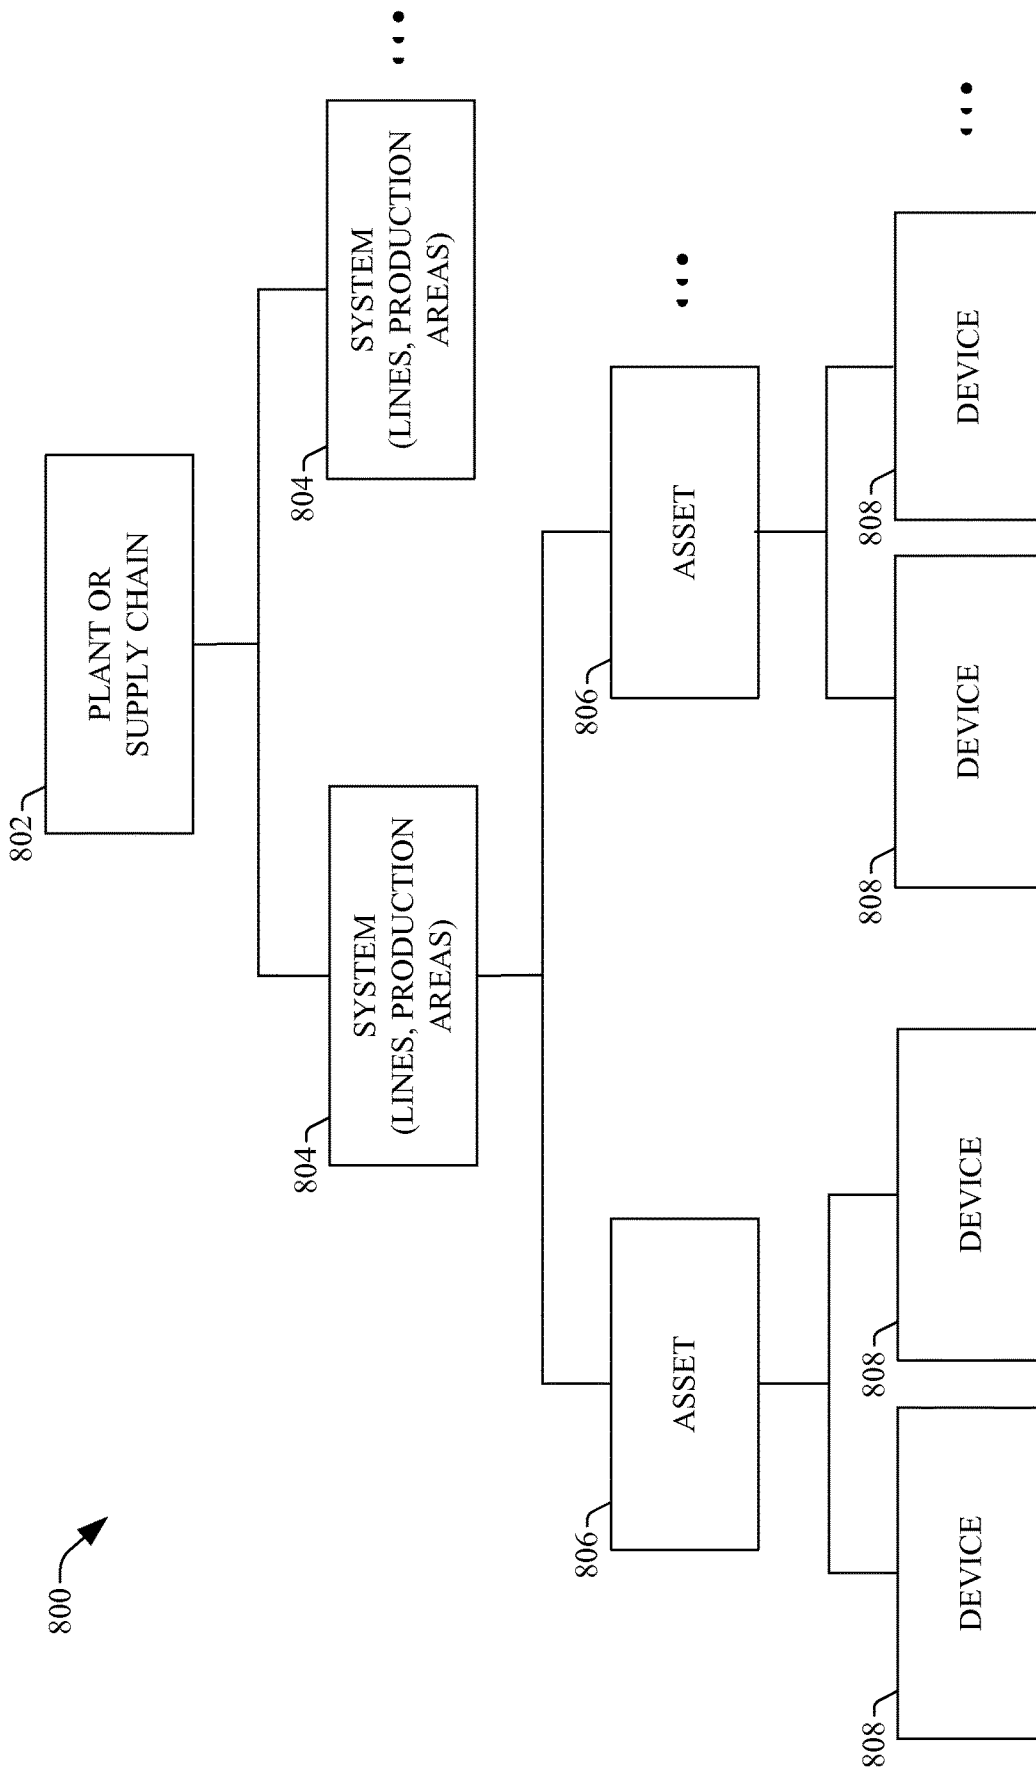 800
802
PLANT OR
SUPPLY CHAIN
804
SYSTEM
(LINES, PRODUCTION
AREAS)
804
SYSTEM
(LINES, PRODUCTION
AREAS)
806
ASSET
806
ASSET
808
DEVICE
808
DEVICE
808
DEVICE
808
DEVICE